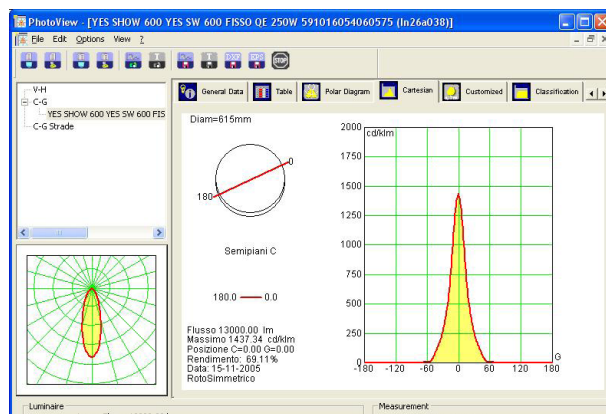 PhotoView - [YES SHOW 600 YES SW 600 FISSO QE 250W 591016054060575 (In26a038)]
File Edit Options View ?
STOP
V-H
C-G
YES SHOW 600 YES SW 600 FIS
C-G Strade
General Data Table Polar Diagram Cartesian Customized Classification
Diam=615mm
0
180
Semipiani C
180.0 0.0
Flusso 13000.00 lm
Massimo 1437.34 cd/klm
Posizione C=0.00 G=0.00
Rendimento: 69.11%
Data: 15-11-2005
RotoSimmetrico
cd/klm
2000
1750
1500
1250
1000
750
500
250
0
-180 -120 -60 0 60 120 180
G
Luminaire
Measurement